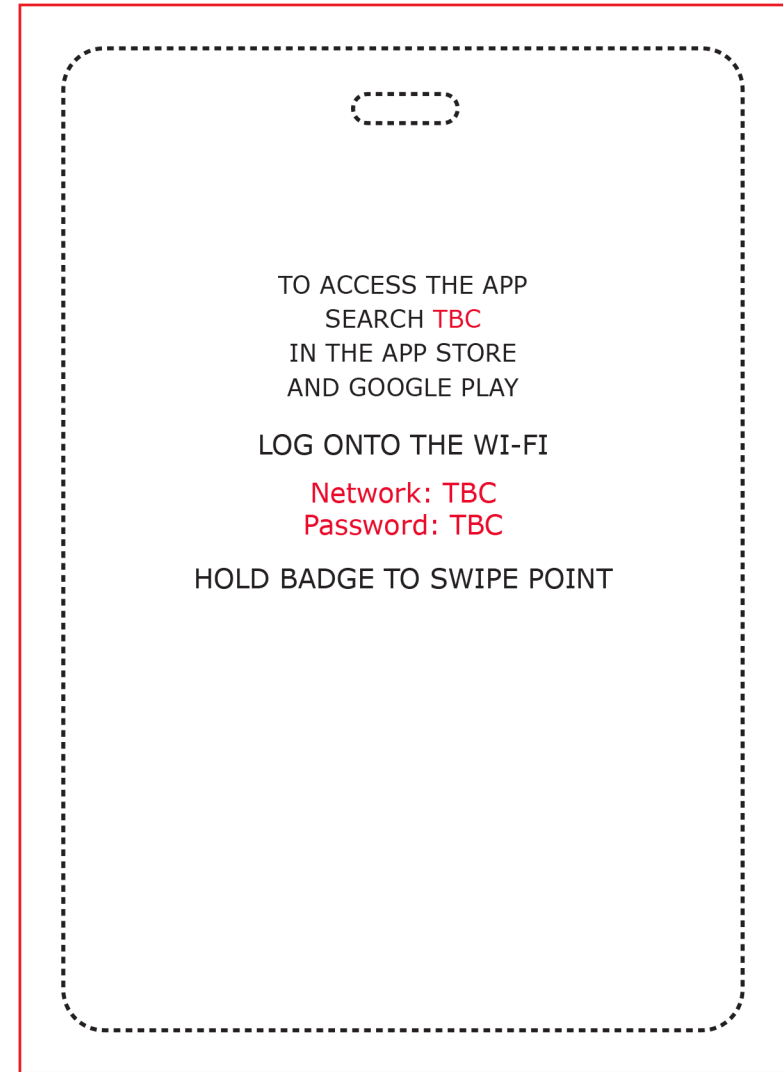 TO ACCESS THE APP
SEARCH TBC
IN THE APP STORE
AND GOOGLE PLAY
LOG ONTO THE WI-FI
Network: TBC
Password: TBC
HOLD BADGE TO SWIPE POINT